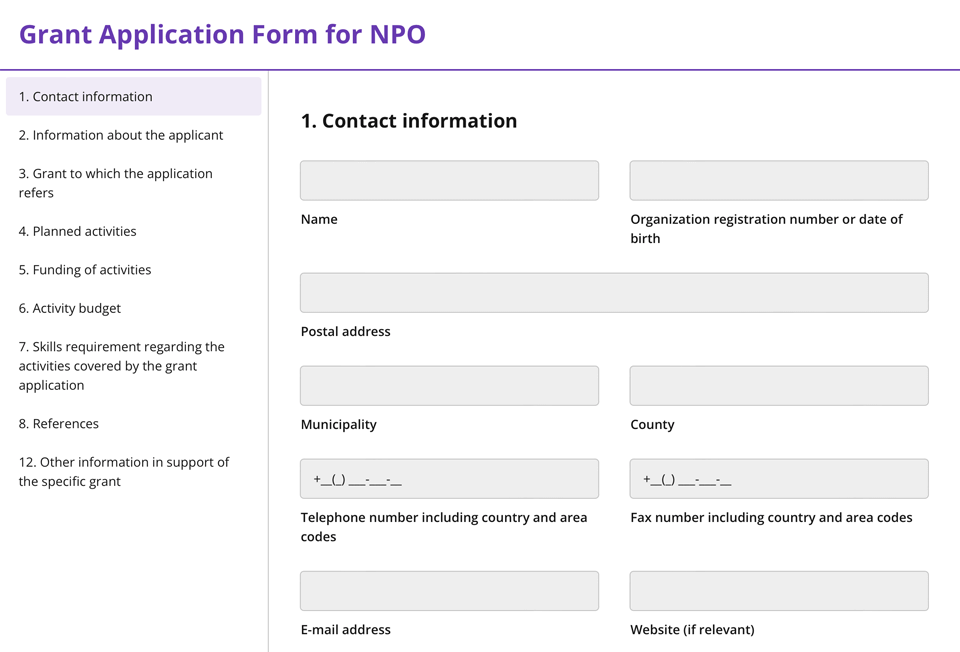 Grant Application Form for NPO
1. Contact information
2. Information about the applicant
3. Grant to which the application
refers
4. Planned activities
5. Funding of activities
6. Activity budget
7. Skills requirement regarding the
activities covered by the grant
application
8. References
12. Other information in support of
the specific grant
1. Contact information
Name
Organization registration number or date of
birth
Postal address
Municipality
County
+__(_) ___-___-__
+__(_) ___-___-__
Telephone number including country and area
codes
Fax number including country and area codes
E-mail address
Website (if relevant)